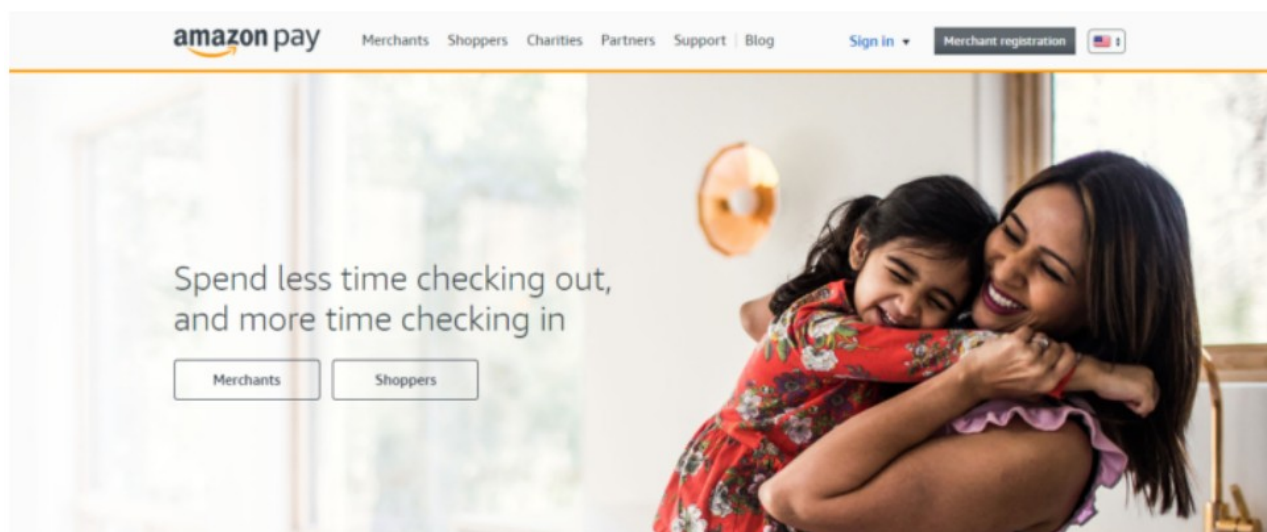 amazon pay
Merchants Shoppers Charities Partners Support Blog
Sign in
Merchant registration
Spend less time checking out,
and more time checking in
Merchants
Shoppers